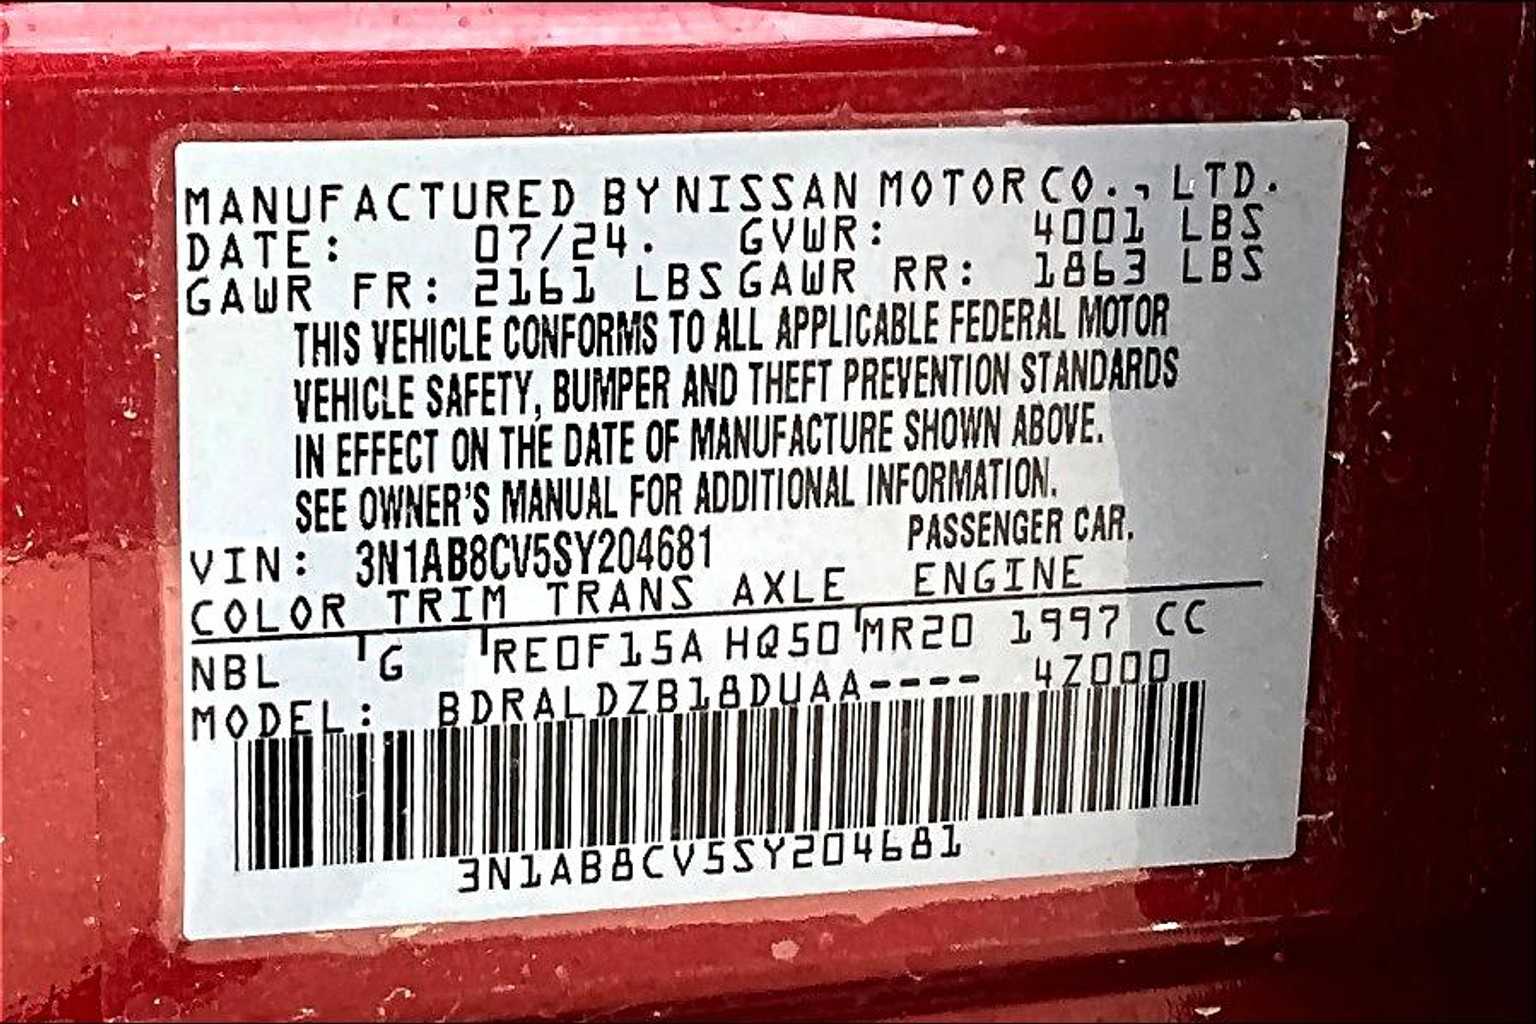 MANUFACTURED BY NISSAN MOTOR CO., LTD.
DATE: 07/24. GVWR: 4001 LBS
GAWR FR: 2161 LBS GAWR RR: 1863 LBS
THIS VEHICLE CONFORMS TO ALL APPLICABLE FEDERAL MOTOR
VEHICLE SAFETY, BUMPER AND THEFT PREVENTION STANDARDS
IN EFFECT ON THE DATE OF MANUFACTURE SHOWN ABOVE.
SEE OWNER'S MANUAL FOR ADDITIONAL INFORMATION.
VIN: 3N1AB8CV5SY204681 PASSENGER CAR.
COLOR TRIM TRANS AXLE ENGINE
NBL G RE0F15A HQ50 MR20 1997 CC
MODEL: BDRALDZB18DUAA---- 4Z000
3N1AB8CV5SY204681